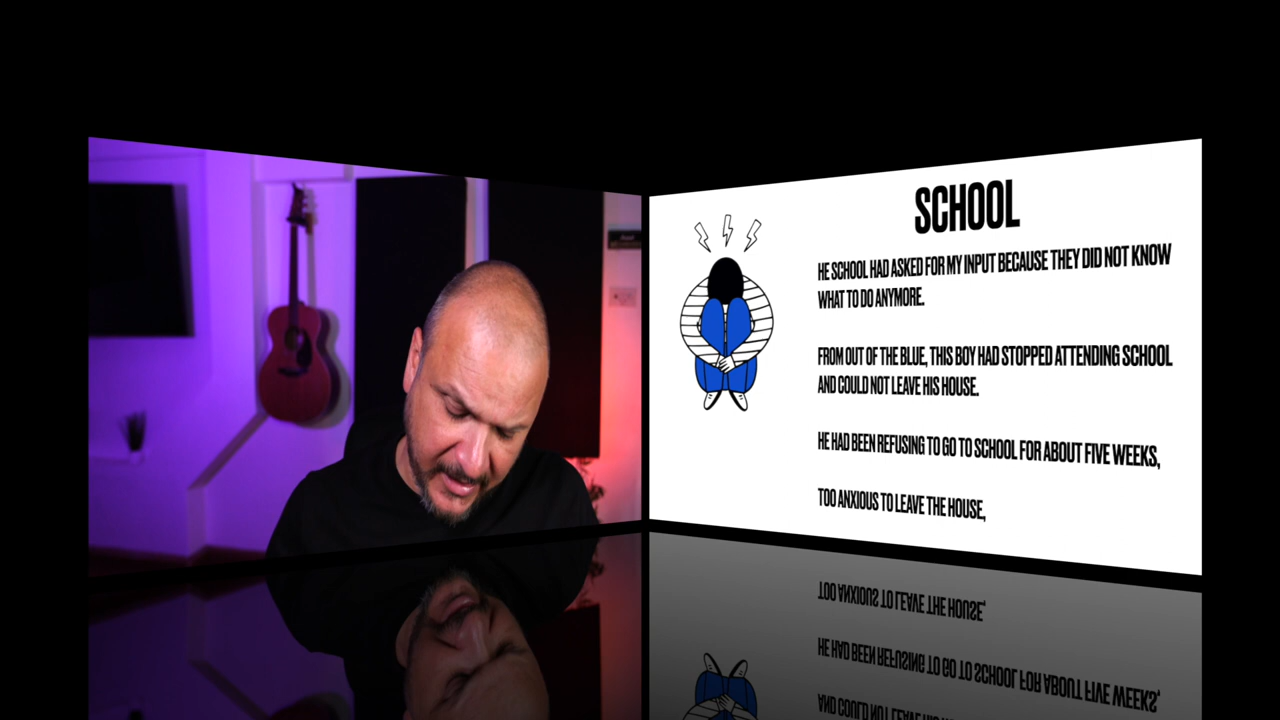 SCHOOL
HE SCHOOL HAD ASKED FOR MY INPUT BECAUSE THEY DID NOT KNOW
WHAT TO DO ANYMORE.
FROM OUT OF THE BLUE, THIS BOY HAD STOPPED ATTENDING SCHOOL
AND COULD NOT LEAVE HIS HOUSE.
HE HAD BEEN REFUSING TO GO TO SCHOOL FOR ABOUT FIVE WEEKS,
TOO ANXIOUS TO LEAVE THE HOUSE,